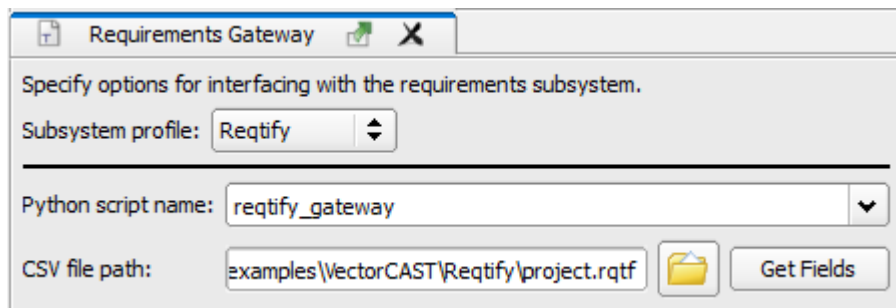 Requirements Gateway
Specify options for interfacing with the requirements subsystem.
Subsystem profile: Reqtify
Python script name: reqtify_gateway
CSV file path: examples\VectorCAST\Reqtify\project.rqtf Get Fields